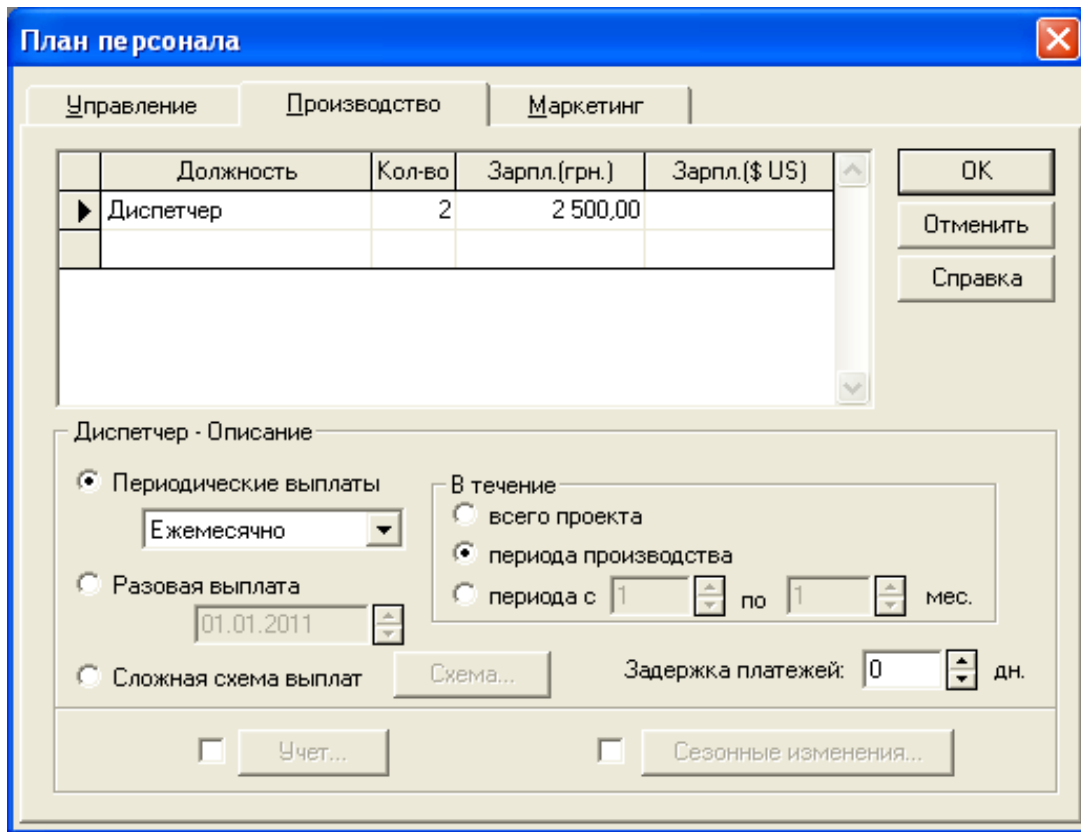 План персонала
Управление Производство Маркетинг
Должность Кол-во Зарпл.(грн.) Зарпл.($ US)
Диспетчер 2 2 500,00
OK
Отменить
Справка
Диспетчер - Описание
Периодические выплаты
Ежемесячно
Разовая выплата
01.01.2011
Сложная схема выплат Схема...
В течение
всего проекта
периода производства
периода с 1 по 1 мес.
Задержка платежей: 0 дн.
Учет... Сезонные изменения...